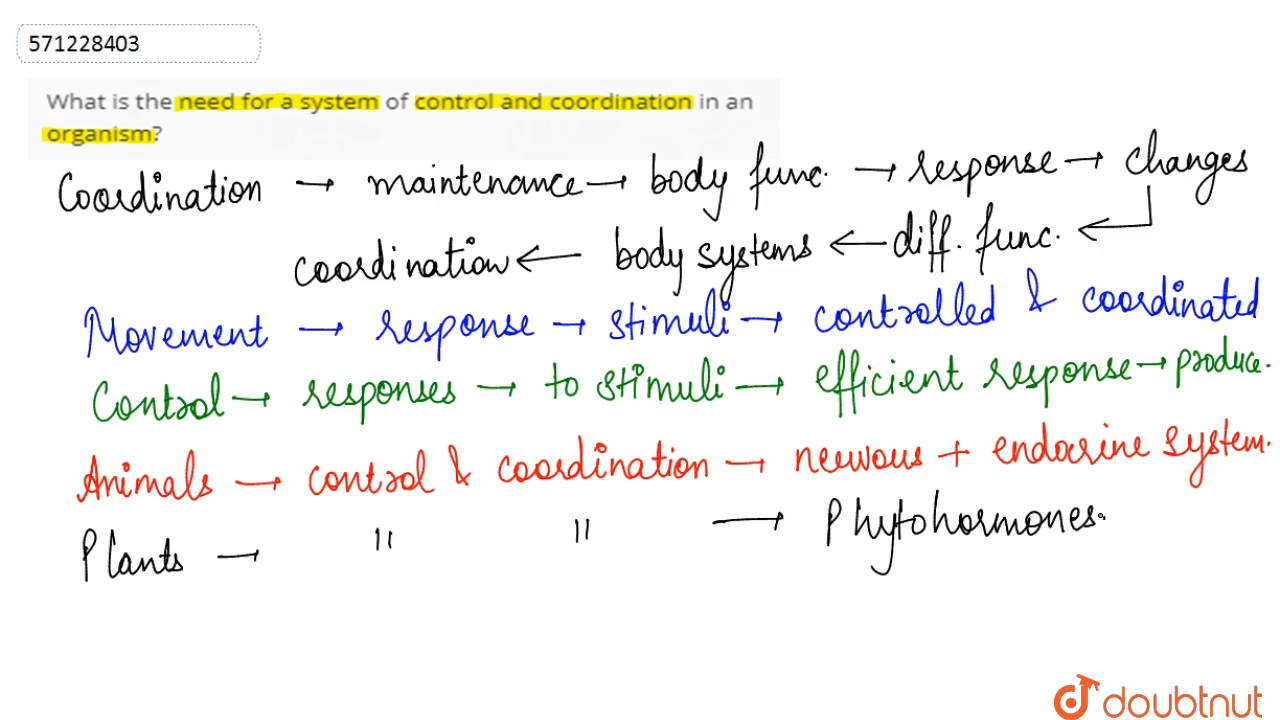 571228403
What is the need for a system of control and coordination in an
organism?
Coordination → maintenance → body func. → response → changes
coordination ← body systems ← diff. func. ←
Movement → response → stimuli → controlled & coordinated
Control → responses → to stimuli → efficient response → produce.
Animals → control & coordination → nervous + endocrine system.
Plants → " " → Phytohormones.
doubtnut